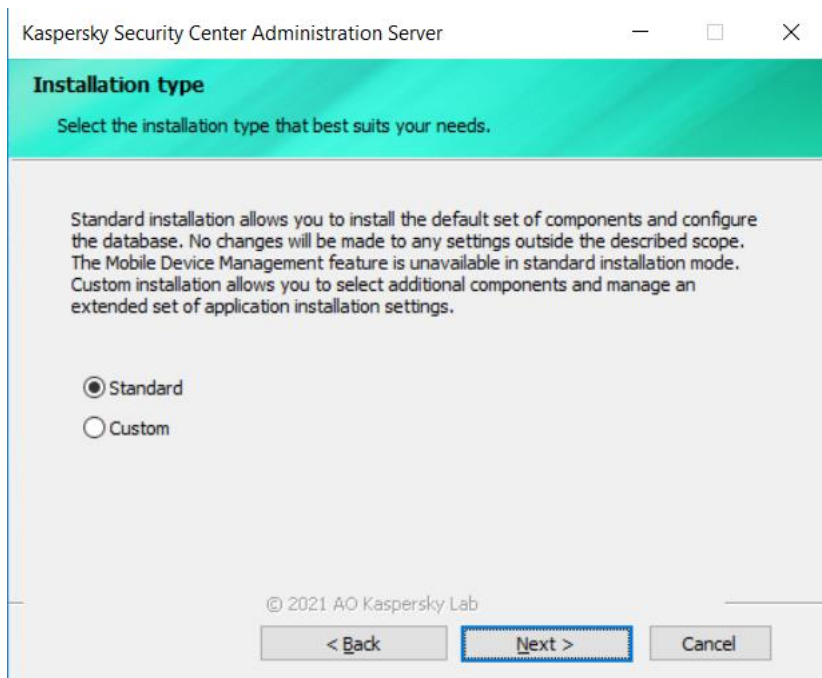 Kaspersky Security Center Administration Server
Installation type
Select the installation type that best suits your needs.
Standard installation allows you to install the default set of components and configure
the database. No changes will be made to any settings outside the described scope.
The Mobile Device Management feature is unavailable in standard installation mode.
Custom installation allows you to select additional components and manage an
extended set of application installation settings.
Standard
Custom
© 2021 AO Kaspersky Lab
< Back Next > Cancel